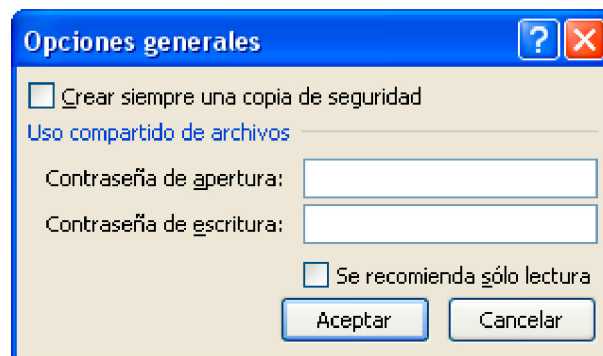 Opciones generales
Crear siempre una copia de seguridad
Uso compartido de archivos
Contraseña de apertura:
Contraseña de escritura:
Se recomienda sólo lectura
Aceptar Cancelar